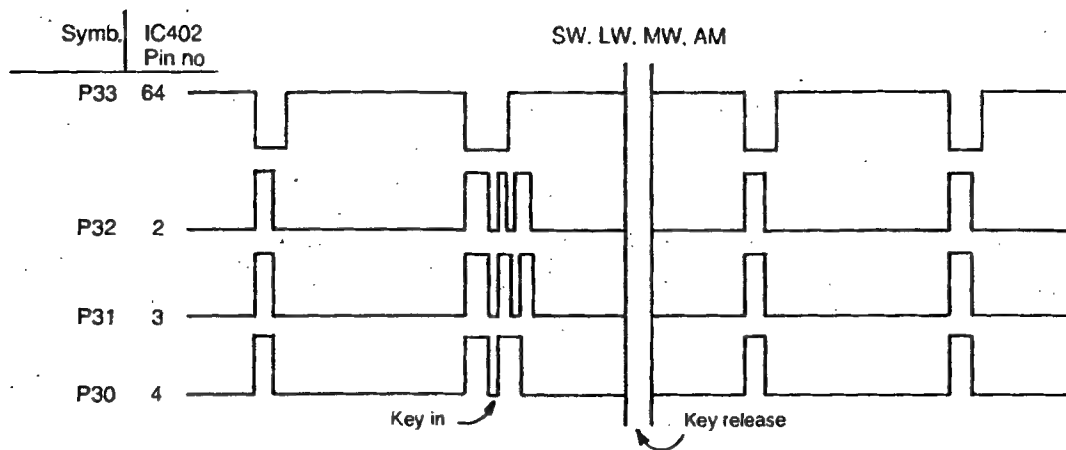 Symb. IC402 Pin no
SW. LW. MW. AM
P33 64
P32 2
P31 3
P30 4
Key in
Key release